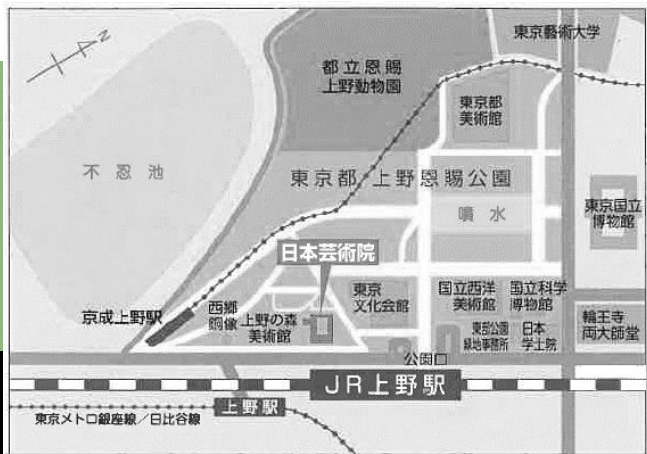 東京藝術大学
都立恩賜
上野動物園
東京都
美術館
不忍池
東京都 上野恩賜公園
噴水
東京国立
博物館
日本芸術院
京成上野駅
西郷
銅像
上野の森
美術館
東京
文化会館
国立西洋
美術館
国立科学
博物館
東部公園
緑地事務所
日本
学士院
輪王寺
両大師堂
公園口
JR上野駅
上野駅
東京メトロ銀座線/日比谷線
N